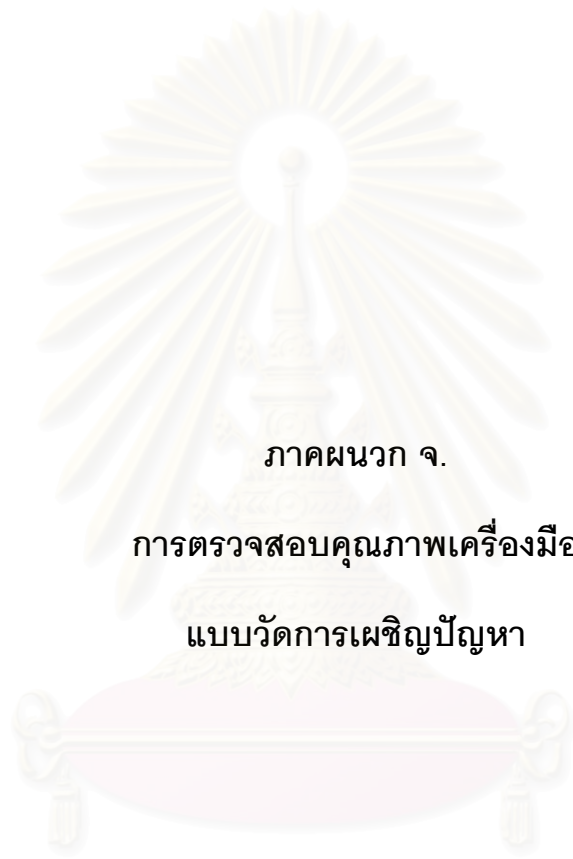 ภาคผนวก จ.
การตรวจสอบคุณภาพเครื่องมือ
แบบวัดการเผชิญปัญหา